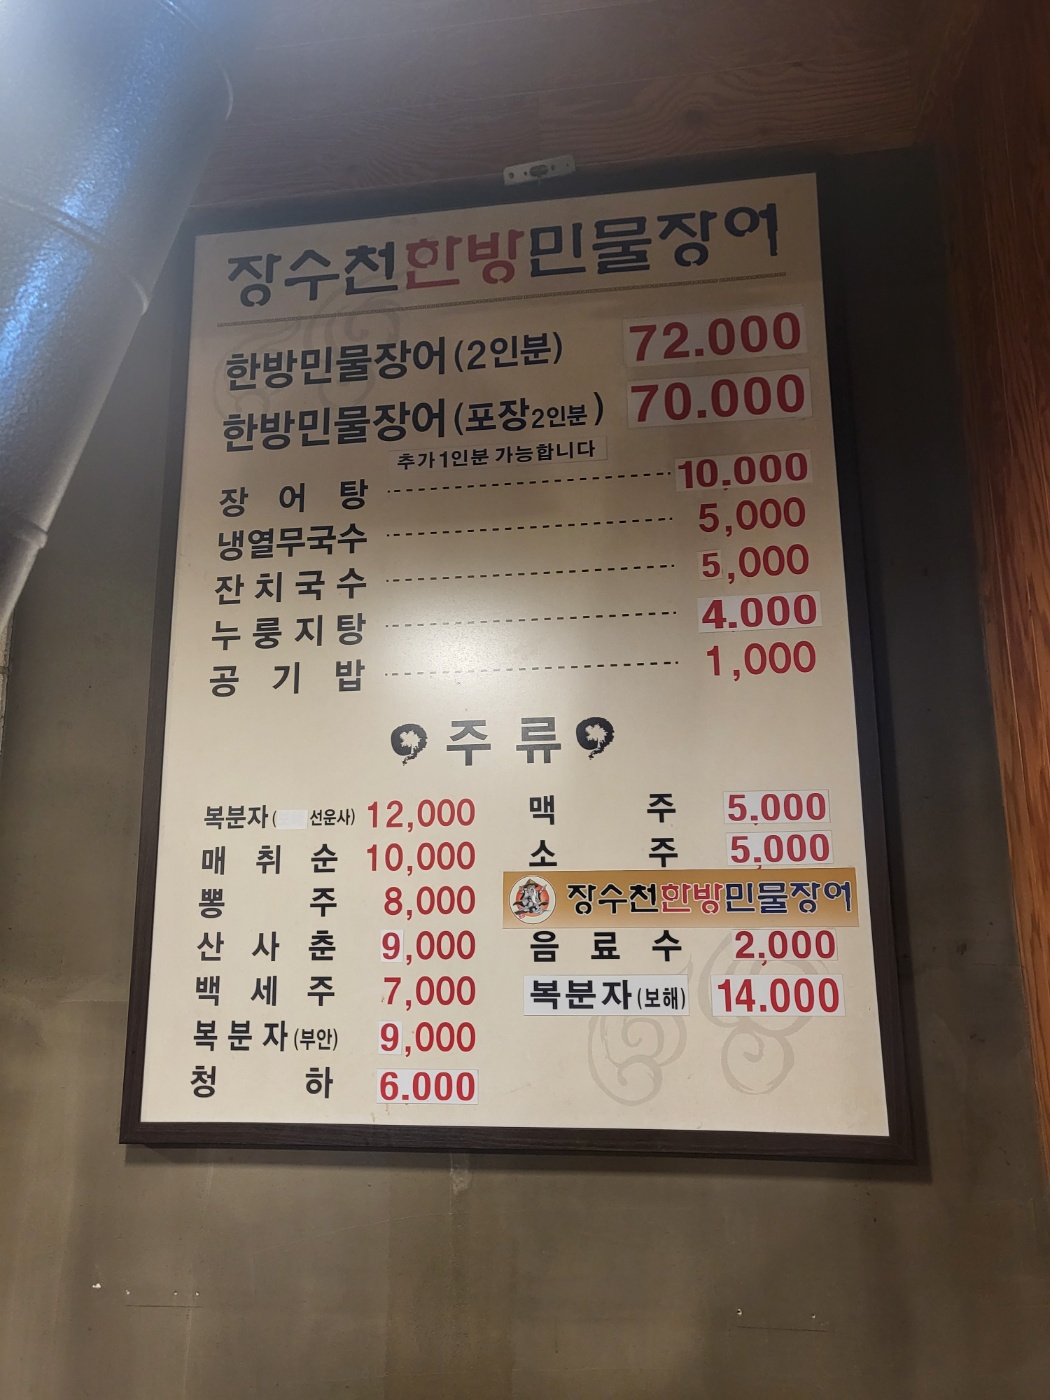 장수천한방민물장어
한방민물장어(2인분) 72.000
한방민물장어(포장2인분) 70.000
추가 1인분 가능합니다
장어탕 10.000
냉열무국수 5,000
잔치국수 5,000
누룽지탕 4.000
공기밥 1,000
주류
복분자( 선운사) 12,000
매취순 10,000
뽕주 8,000
산사춘 9,000
백세주 7,000
복분자(부안) 9,000
청하 6.000
맥주 5.000
소주 5.000
장수천한방민물장어
음료수 2,000
복분자(보해) 14.000